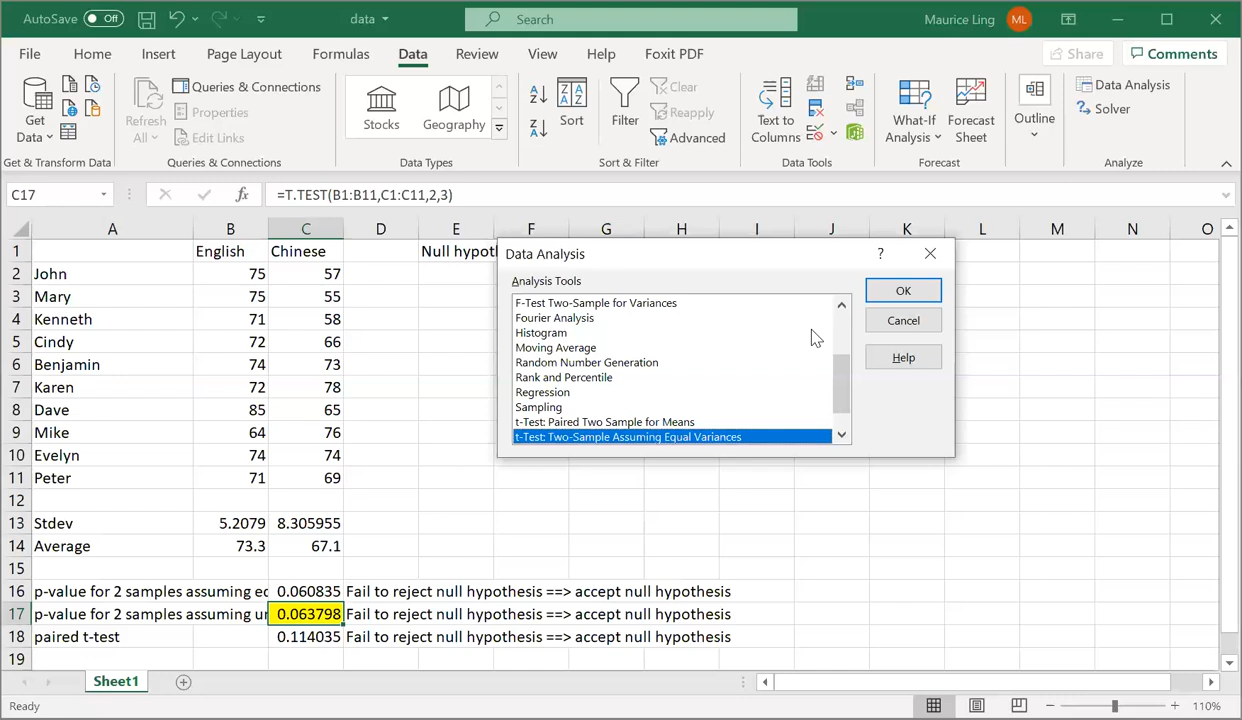 AutoSave Off data Search Maurice Ling ML
File Home Insert Page Layout Formulas Data Review View Help Foxit PDF Share Comments
Get Data
Refresh All
Queries & Connections
Properties
Edit Links
Stocks
Geography
Sort
Filter
Clear
Reapply
Advanced
Text to Columns
What-If Analysis
Forecast Sheet
Outline
Data Analysis
Solver
Get & Transform Data Queries & Connections Data Types Sort & Filter Data Tools Forecast Analyze
C17 fx =T.TEST(B1:B11,C1:C11,2,3)
A B C D E F G H I J K L M N O
1 English Chinese Null hypot
2 John 75 57
3 Mary 75 55
4 Kenneth 71 58
5 Cindy 72 66
6 Benjamin 74 73
7 Karen 72 78
8 Dave 85 65
9 Mike 64 76
10 Evelyn 74 74
11 Peter 71 69
12
13 Stdev 5.2079 8.305955
14 Average 73.3 67.1
15
16 p-value for 2 samples assuming ec 0.060835 Fail to reject null hypothesis ==> accept null hypothesis
17 p-value for 2 samples assuming ur 0.063798 Fail to reject null hypothesis ==> accept null hypothesis
18 paired t-test 0.114035 Fail to reject null hypothesis ==> accept null hypothesis
19
Data Analysis ?
Analysis Tools
F-Test Two-Sample for Variances
Fourier Analysis
Histogram
Moving Average
Random Number Generation
Rank and Percentile
Regression
Sampling
t-Test: Paired Two Sample for Means
t-Test: Two-Sample Assuming Equal Variances
OK
Cancel
Help
Sheet1
Ready 110%